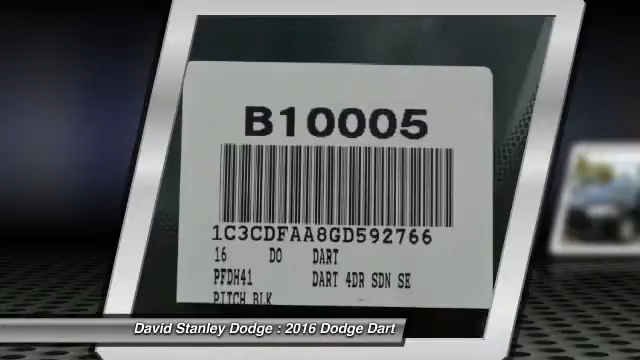 B10005
1C3CDFAA8GD592766
16 DO DART
PFDH41 DART 4DR SDN SE
PITCH BLK
David Stanley Dodge : 2016 Dodge Dart